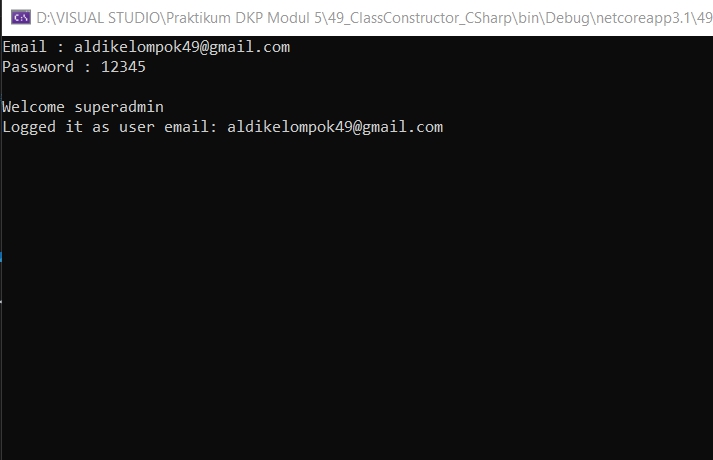 D:\VISUAL STUDIO\Praktikum DKP Modul 5\49_ClassConstructor_CSharp\bin\Debug\netcoreapp3.1\49
Email : aldikelompok49@gmail.com
Password : 12345
Welcome superadmin
Logged it as user email: aldikelompok49@gmail.com